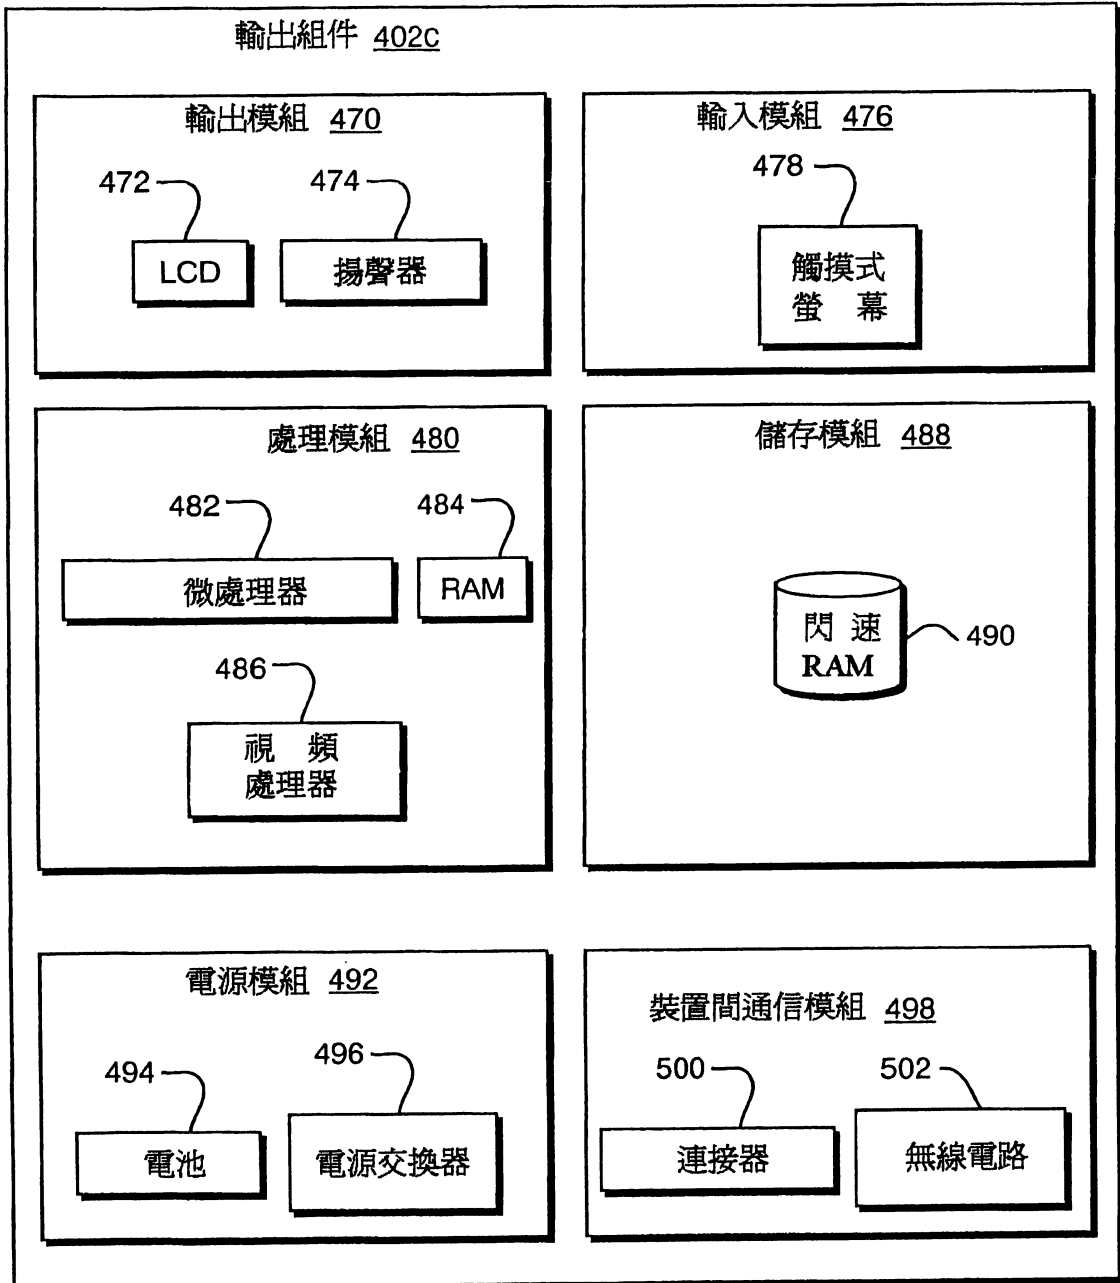 輸出組件 402C
輸出模組 470
472
474
LCD
揚聲器
輸入模組 476
478
觸摸式
螢 幕
處理模組 480
482
484
微處理器
RAM
486
視 頻
處理器
儲存模組 488
閃 速
RAM
490
電源模組 492
494
496
電池
電源交換器
裝置間通信模組 498
500
502
連接器
無線電路